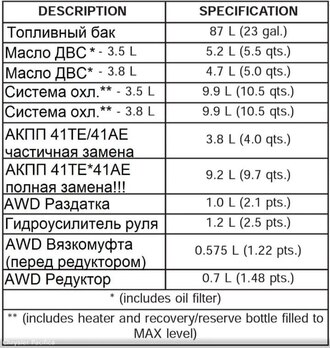 DESCRIPTION SPECIFICATION
Топливный бак 87 L (23 gal.)
Масло ДВС * - 3.5 L 5.2 L (5.5 qts.)
Масло ДВС* - 3.8 L 4.7 L (5.0 qts.)
Система охл.** - 3.5 L 9.9 L (10.5 qts.)
Система охл.** - 3.8 L 9.9 L (10.5 qts.)
АКПП 41TE/41AE
частичная замена 3.8 L (4.0 qts.)
АКПП 41TE*41AE
полная замена!!! 9.2 L (9.7 qts.)
AWD Раздатка 1.0 L (2.1 pts.)
Гидроусилитель руля 1.2 L (2.5 pts.)
AWD Вязкомуфта
(перед редуктором) 0.575 L (1.22 pts.)
AWD Редуктор 0.7 L (1.48 pts.)
* (includes oil filter)
** (includes heater and recovery/reserve bottle filled to
MAX level)